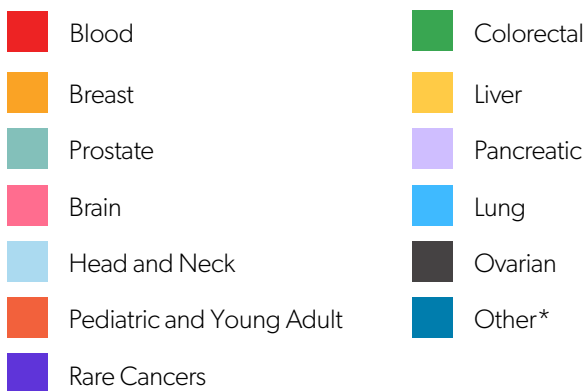 Blood
Breast
Prostate
Brain
Head and Neck
Pediatric and Young Adult
Rare Cancers
Colorectal
Liver
Pancreatic
Lung
Ovarian
Other*